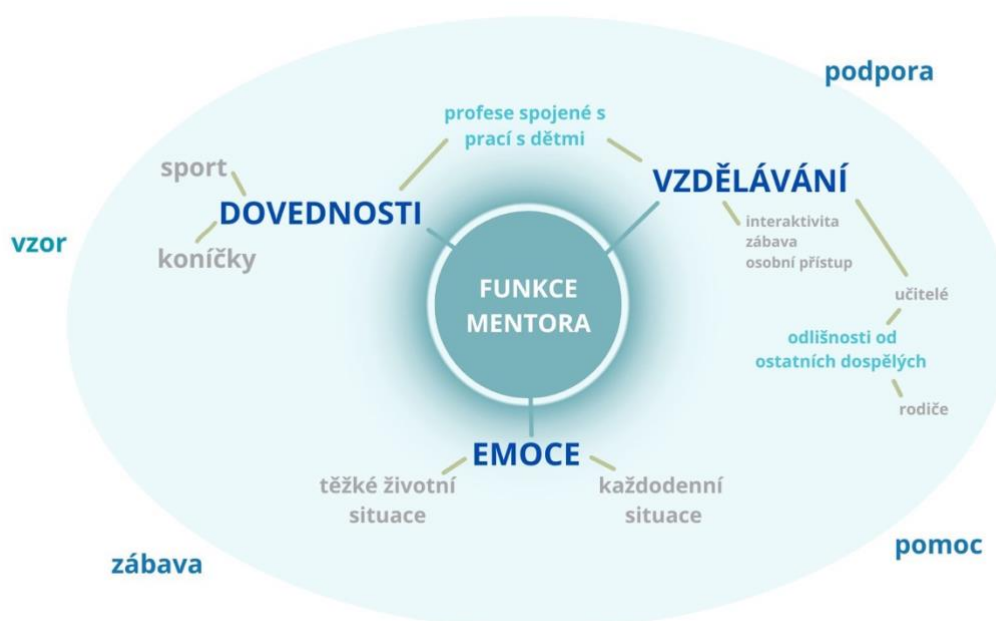 podpora
profese spojené s
prací s dětmi
sport
VZDĚLÁVÁNÍ
DOVEDNOSTI
interaktivita
zábava
osobní přístup
vzor
koníčky
FUNKCE
MENTORA
učitelé
odlišnosti od
ostatních dospělých
rodiče
EMOCE
těžké životní
situace
každodenní
situace
pomoc
zábava